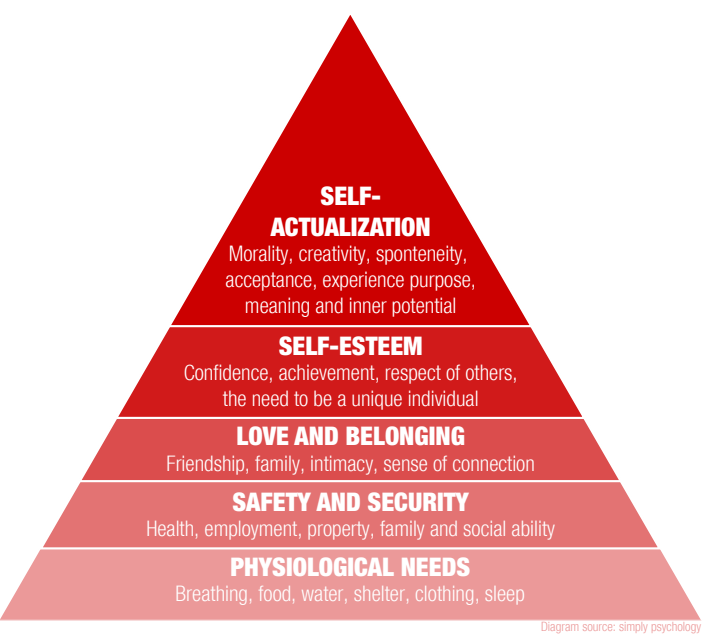 SELF-
ACTUALIZATION
Morality, creativity, sponteneity,
acceptance, experience purpose,
meaning and inner potential
SELF-ESTEEM
Confidence, achievement, respect of others,
the need to be a unique individual
LOVE AND BELONGING
Friendship, family, intimacy, sense of connection
SAFETY AND SECURITY
Health, employment, property, family and social ability
PHYSIOLOGICAL NEEDS
Breathing, food, water, shelter, clothing, sleep
Diagram source: simply psychology